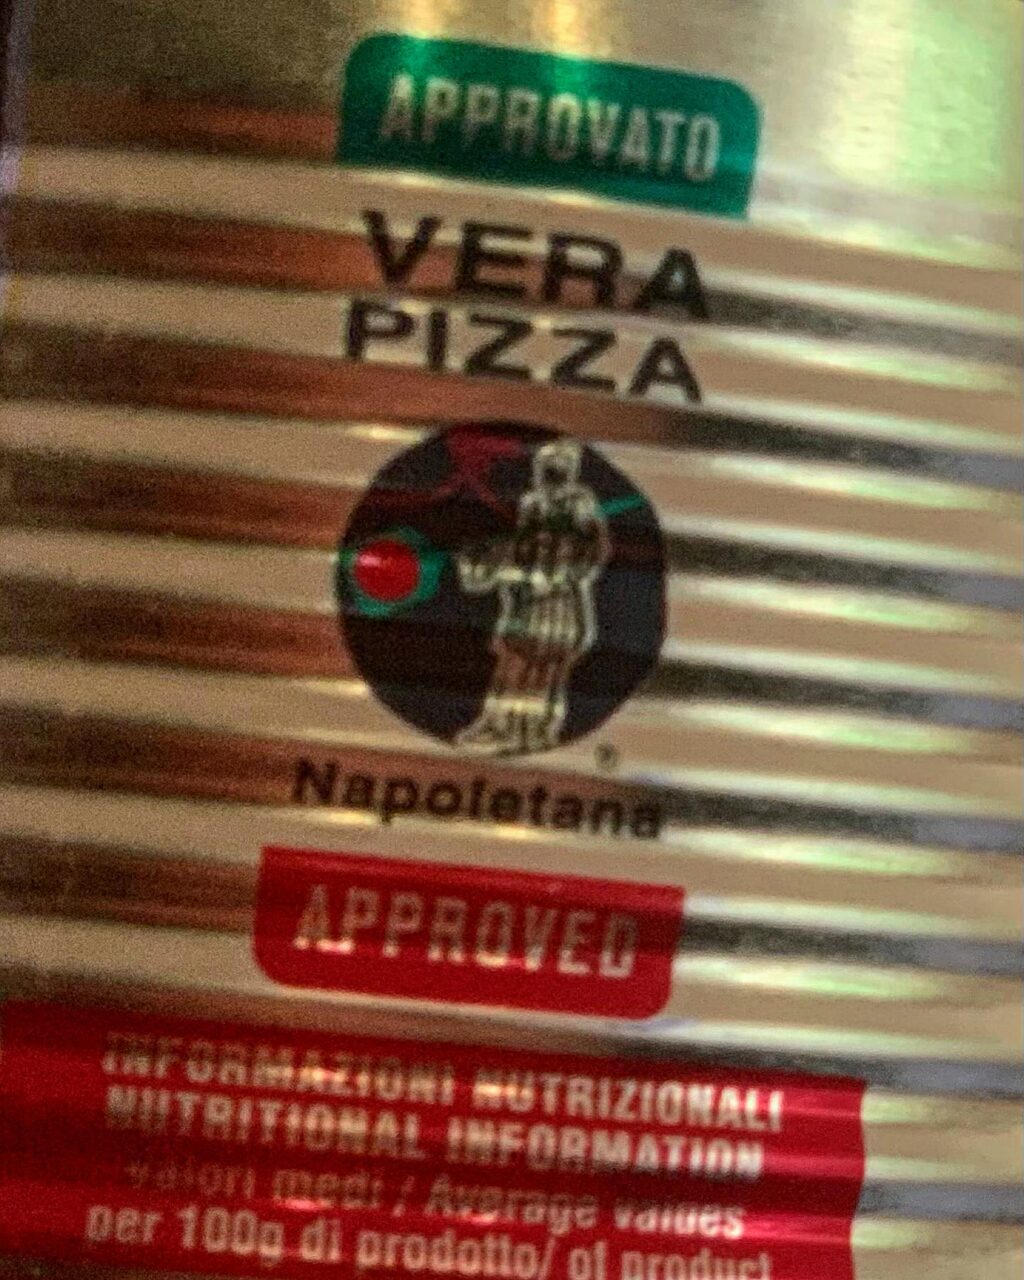 APPROVATO
VERA
PIZZA
Napoletana
APPROVED
INFORMAZIONI NUTRIZIONALI
NUTRITIONAL INFORMATION
valori medi / Average values
per 100g di prodotto/ of product